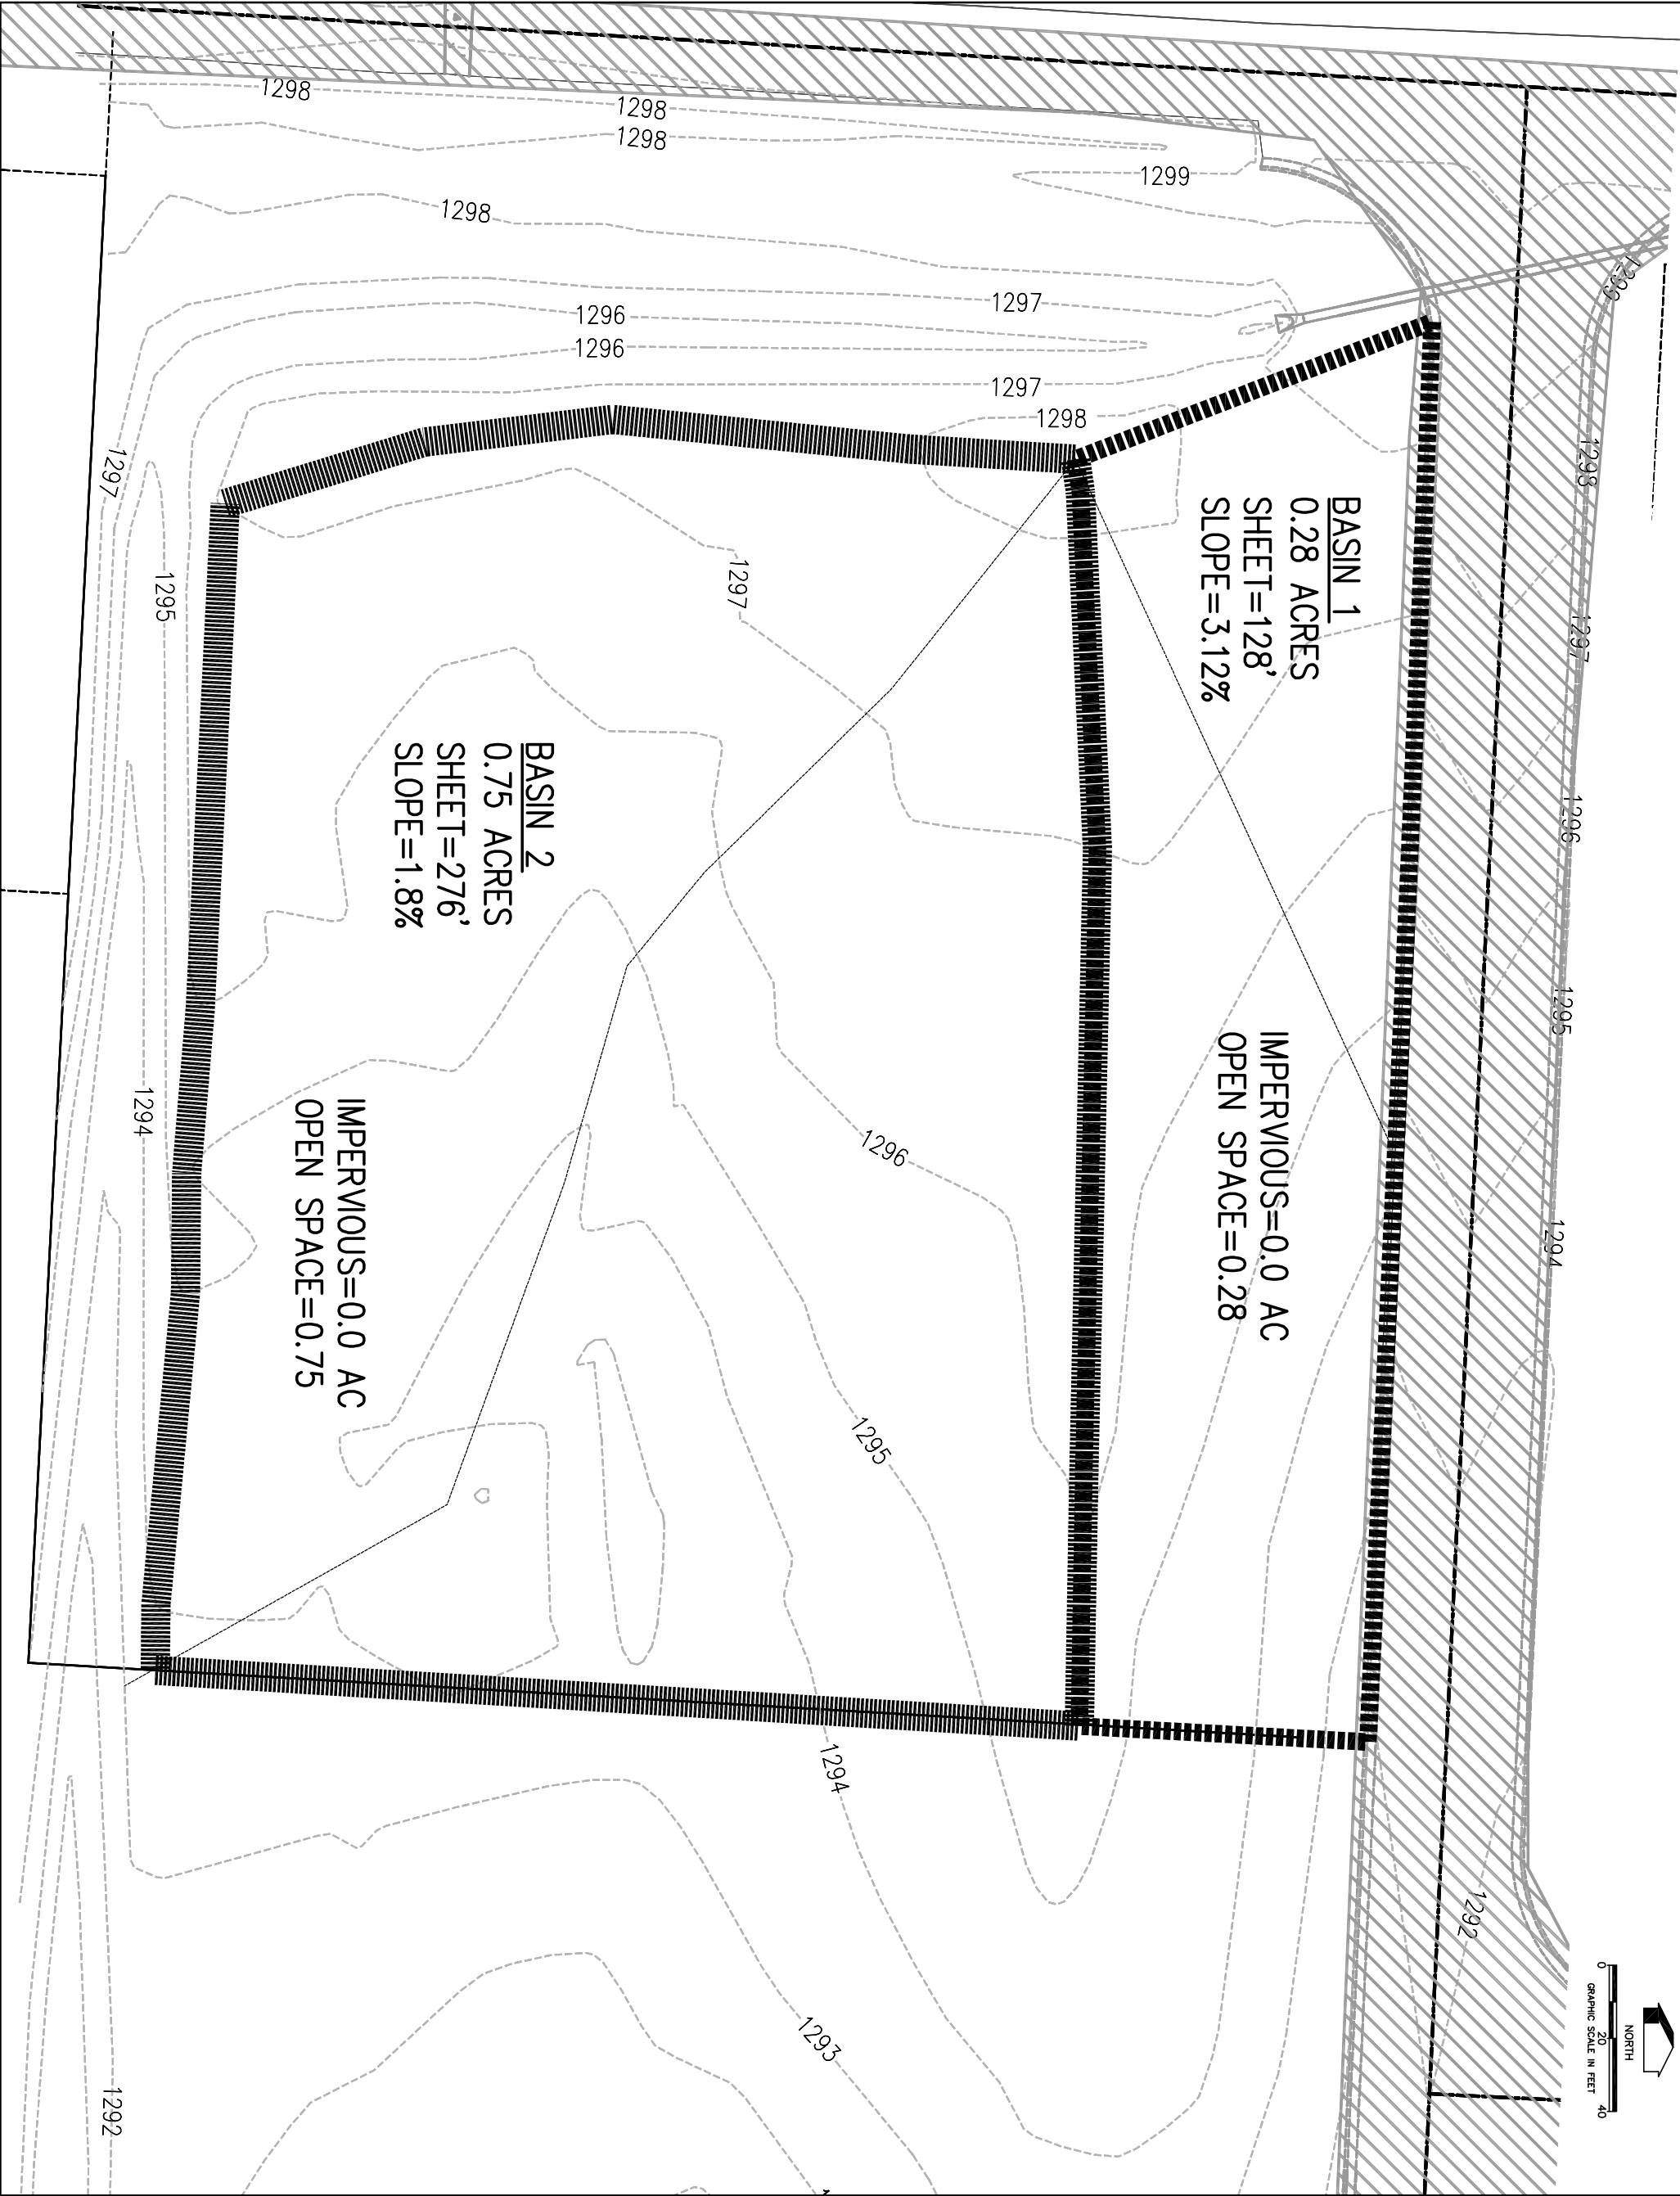 BASIN 1
0.28 ACRES
SHEET=128'
SLOPE=3.12%
IMPERVIOUS=0.0 AC
OPEN SPACE=0.28
BASIN 2
0.75 ACRES
SHEET=276'
SLOPE=1.8%
IMPERVIOUS=0.0 AC
OPEN SPACE=0.75
NORTH
0 20 40
GRAPHIC SCALE IN FEET
1299
1298
1297
1296
1295
1294
1292
1298
1298
1298
1299
1298
1297
1296
1296
1297
1298
1297
1297
1295
1296
1294
1295
1294
1293
1292